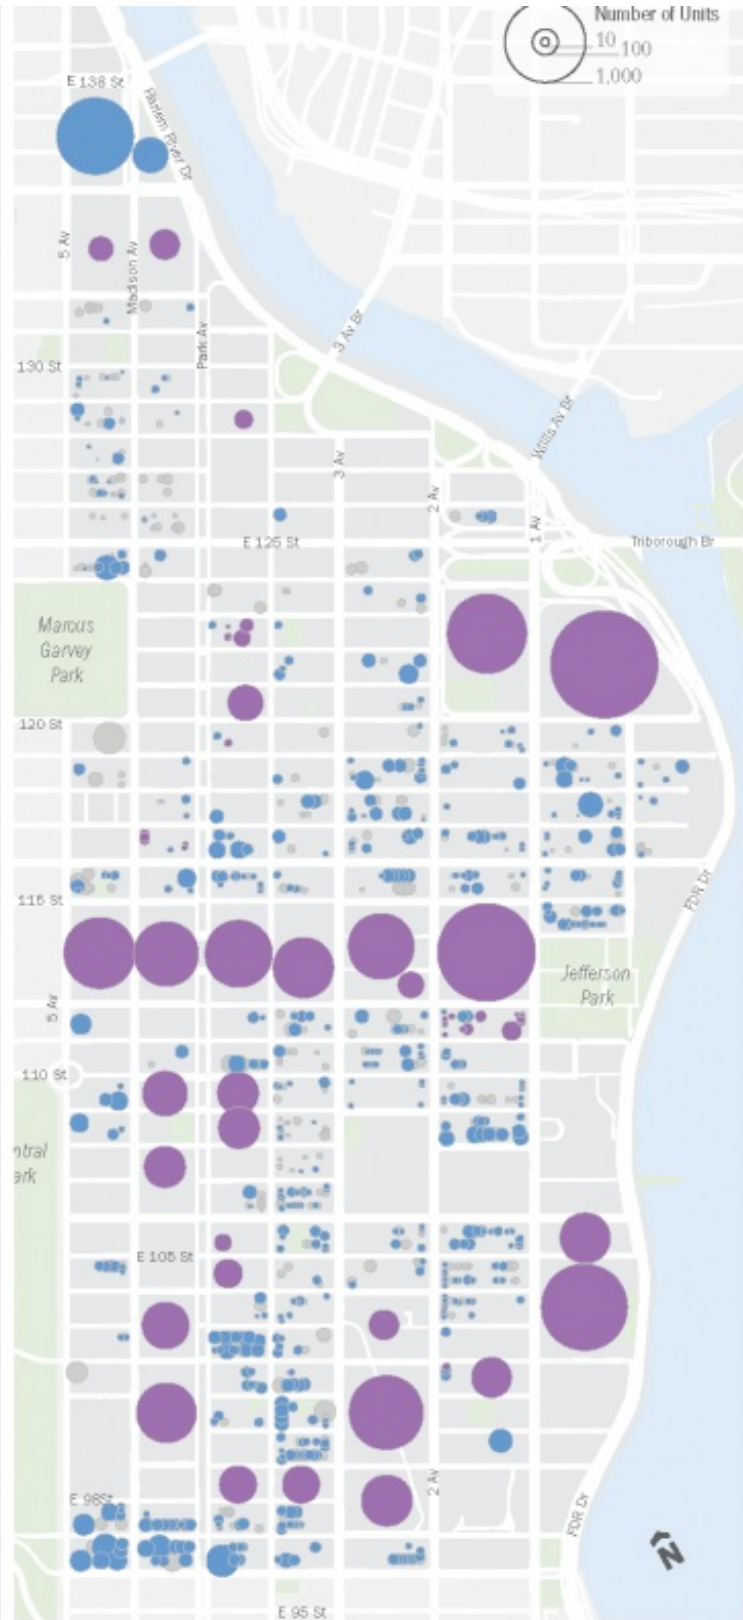 Number of Units
10
100
1,000
E 138 St
Harlem River Dr
5 Av
Madison Av
Park Av
3 Av Br
130 St
Willis Av Br
3 Av
2 Av
1 Av
E 125 St
Triborough Br
Marcus
Garvey
Park
120 St
115 St
FDR Dr
Jefferson
Park
5 Av
110 St
ntral
ark
E 105 St
2 Av
E 98St
FDR Dr
N
E 95 St